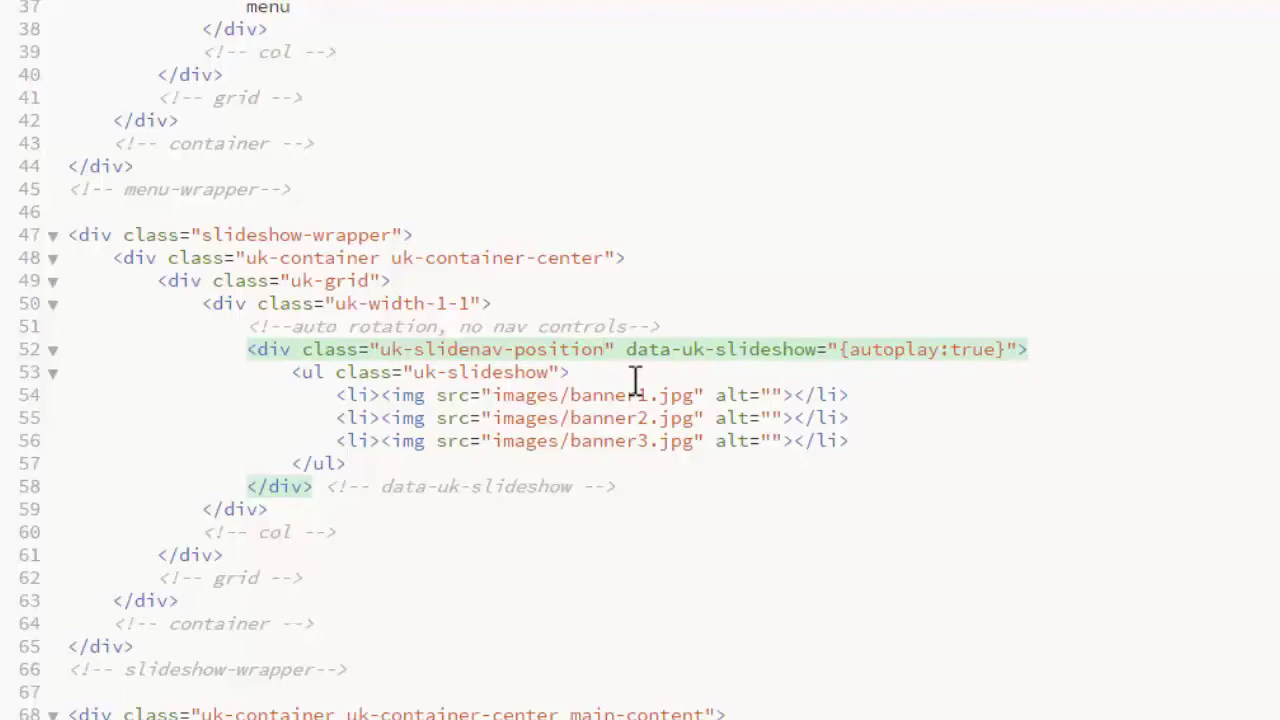 37 menu
38 </div>
39 <!-- col -->
40 </div>
41 <!-- grid -->
42 </div>
43 <!-- container -->
44 </div>
45 <!-- menu-wrapper-->
46
47 <div class="slideshow-wrapper">
48 <div class="uk-container uk-container-center">
49 <div class="uk-grid">
50 <div class="uk-width-1-1">
51 <!--auto rotation, no nav controls-->
52 <div class="uk-slidenav-position" data-uk-slideshow="{autoplay:true}">
53 <ul class="uk-slideshow">
54 <li><img src="images/banner1.jpg" alt=""></li>
55 <li><img src="images/banner2.jpg" alt=""></li>
56 <li><img src="images/banner3.jpg" alt=""></li>
57 </ul>
58 </div> <!-- data-uk-slideshow -->
59 </div>
60 <!-- col -->
61 </div>
62 <!-- grid -->
63 </div>
64 <!-- container -->
65 </div>
66 <!-- slideshow-wrapper-->
67
68 <div class="uk-container uk-container-center main-content">